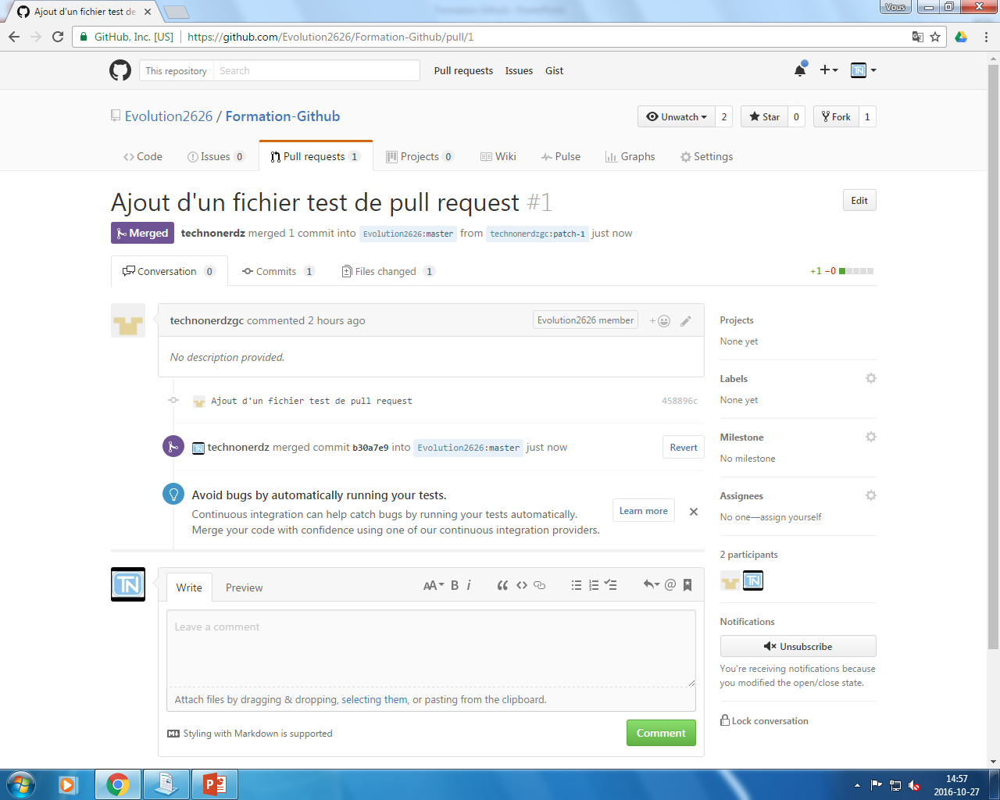 Ajout d'un fichier test de
Vous
GitHub, Inc. [US] https://github.com/Evolution2626/Formation-Github/pull/1
This repository Search Pull requests Issues Gist
Evolution2626 / Formation-Github
Unwatch 2 Star 0 Fork 1
Code Issues 0 Pull requests 1 Projects 0 Wiki Pulse Graphs Settings
Ajout d'un fichier test de pull request #1
Edit
Merged technonerdz merged 1 commit into Evolution2626:master from technonerdzgc:patch-1 just now
Conversation 0 Commits 1 Files changed 1 +1 −0
technonerdzgc commented 2 hours ago Evolution2626 member
No description provided.
Ajout d'un fichier test de pull request 458896c
technonerdz merged commit b30a7e9 into Evolution2626:master just now Revert
Avoid bugs by automatically running your tests.
Continuous integration can help catch bugs by running your tests automatically.
Merge your code with confidence using one of our continuous integration providers.
Learn more
Projects
None yet
Labels
None yet
Milestone
No milestone
Assignees
No one—assign yourself
2 participants
Notifications
Unsubscribe
You're receiving notifications because
you modified the open/close state.
Lock conversation
TN
Write Preview AA B i
Leave a comment
Attach files by dragging & dropping, selecting them, or pasting from the clipboard.
Styling with Markdown is supported
Comment
14:57
2016-10-27